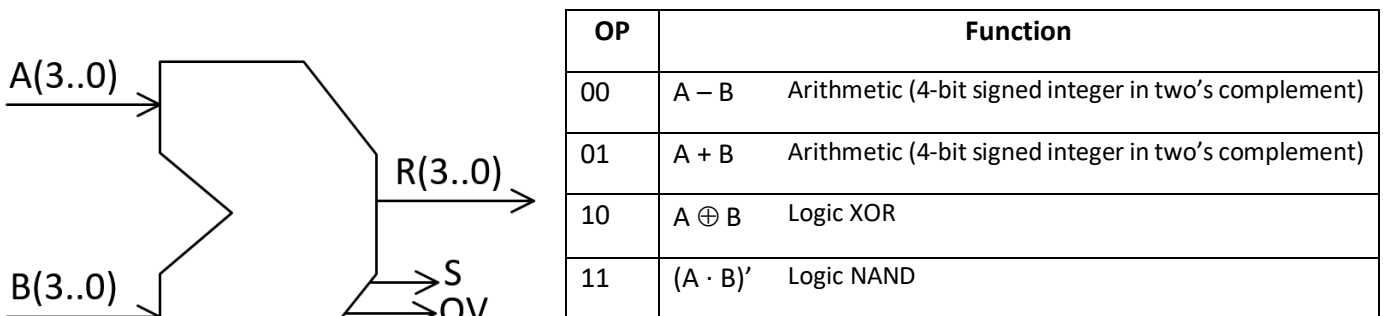 A(3..0)
R(3..0)
B(3..0)
S
OV
OP Function
00 A – B Arithmetic (4-bit signed integer in two’s complement)
01 A + B Arithmetic (4-bit signed integer in two’s complement)
10 A ⊕ B Logic XOR
11 (A · B)’ Logic NAND